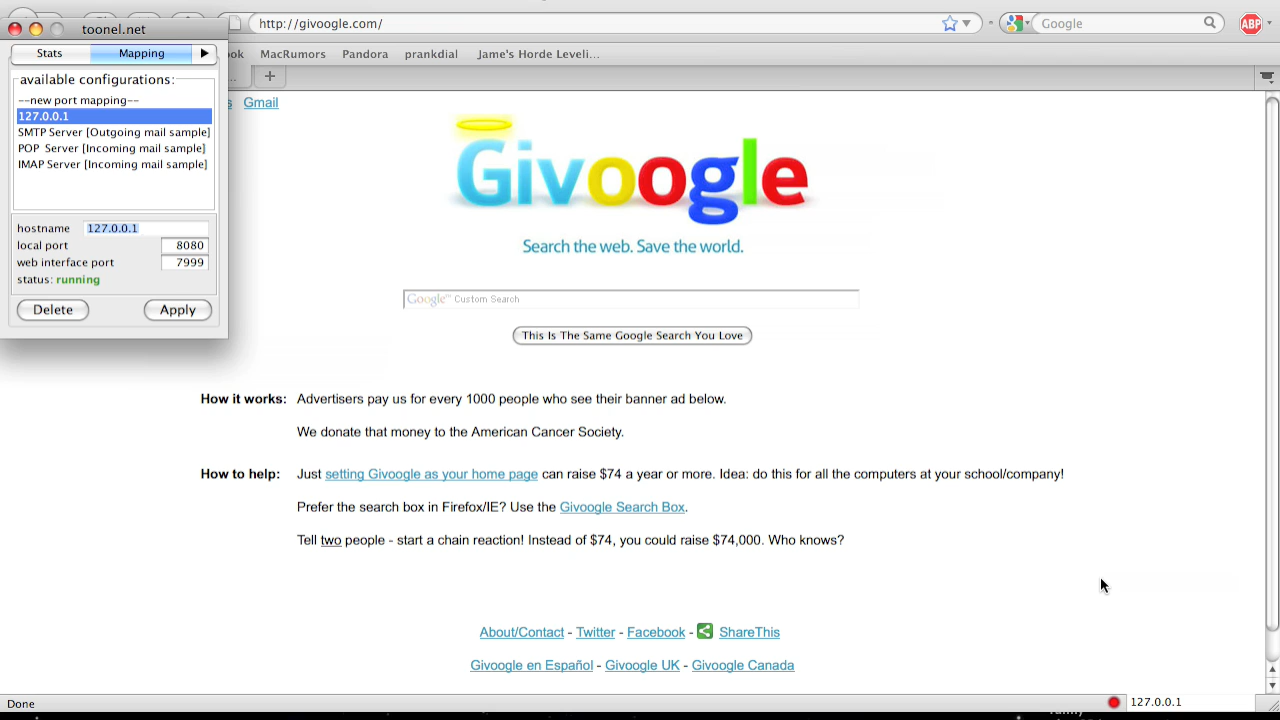 toonel.net
http://givoogle.com/
Google
ABP
Stats
Mapping
ok
MacRumors
Pandora
prankdial
Jame's Horde Leveli...
available configurations:
--new port mapping--
127.0.0.1
SMTP Server [Outgoing mail sample]
POP Server [Incoming mail sample]
IMAP Server [Incoming mail sample]
hostname 127.0.0.1
local port 8080
web interface port 7999
status: running
Delete Apply
s Gmail
Givoogle
Search the web. Save the world.
Google™ Custom Search
This Is The Same Google Search You Love
How it works: Advertisers pay us for every 1000 people who see their banner ad below.
We donate that money to the American Cancer Society.
How to help: Just setting Givoogle as your home page can raise $74 a year or more. Idea: do this for all the computers at your school/company!
Prefer the search box in Firefox/IE? Use the Givoogle Search Box.
Tell two people - start a chain reaction! Instead of $74, you could raise $74,000. Who knows?
About/Contact - Twitter - Facebook - ShareThis
Givoogle en Español - Givoogle UK - Givoogle Canada
Done
127.0.0.1